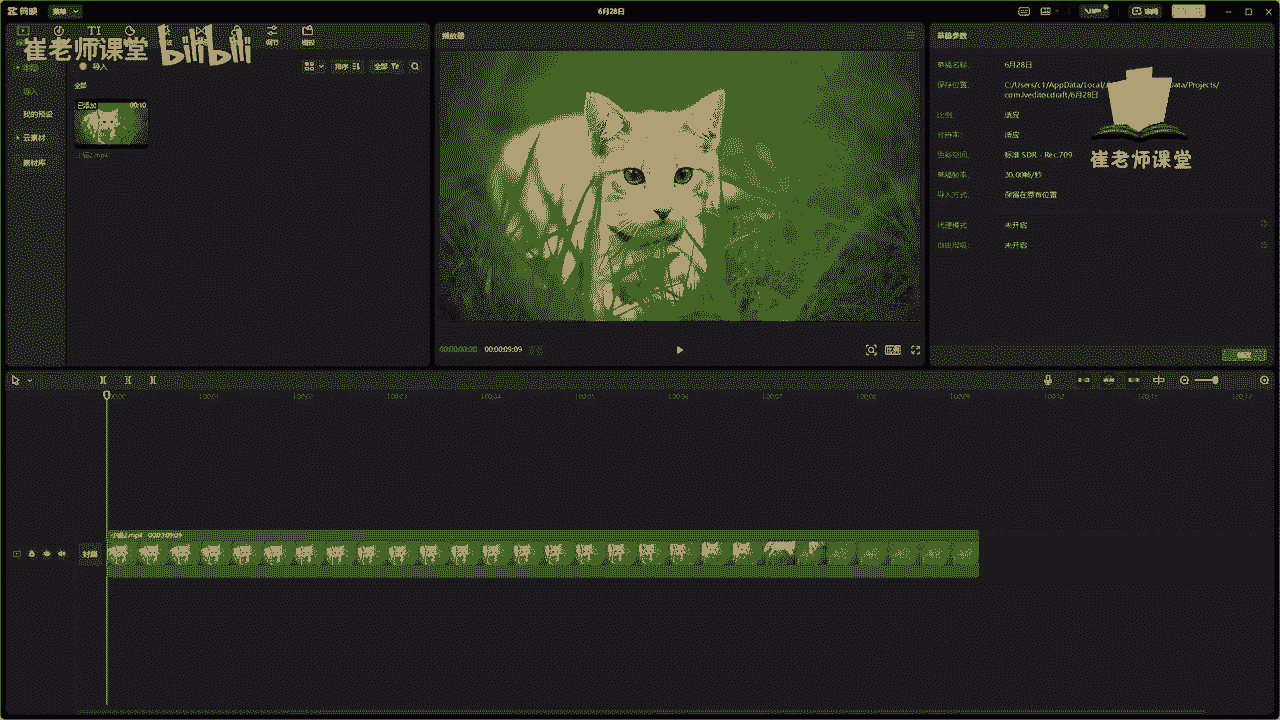 剪映
菜单
6月28日
崔老师课堂
bilibili
TI
调节
模板
导入
排序
全部
导入
我的预设
云素材
素材库
全部
已添加
00:10
小猫2.mp4
播放器
00:00:00:00
00:00:09:09
比例
草稿参数
草稿名称:
6月28日
保存位置:
C:/Users/c1/AppData/Local/
ata/Projects/
com.lveditor.draft/6月28日
比例:
适应
分辨率:
适应
色彩空间:
标准 SDR - Rec.709
草稿帧率:
30.00帧/秒
导入方式:
保留在原有位置
代理模式:
未开启
自由层级:
未开启
崔老师课堂
修改
封面
小猫2.mp4 00:00:09:09